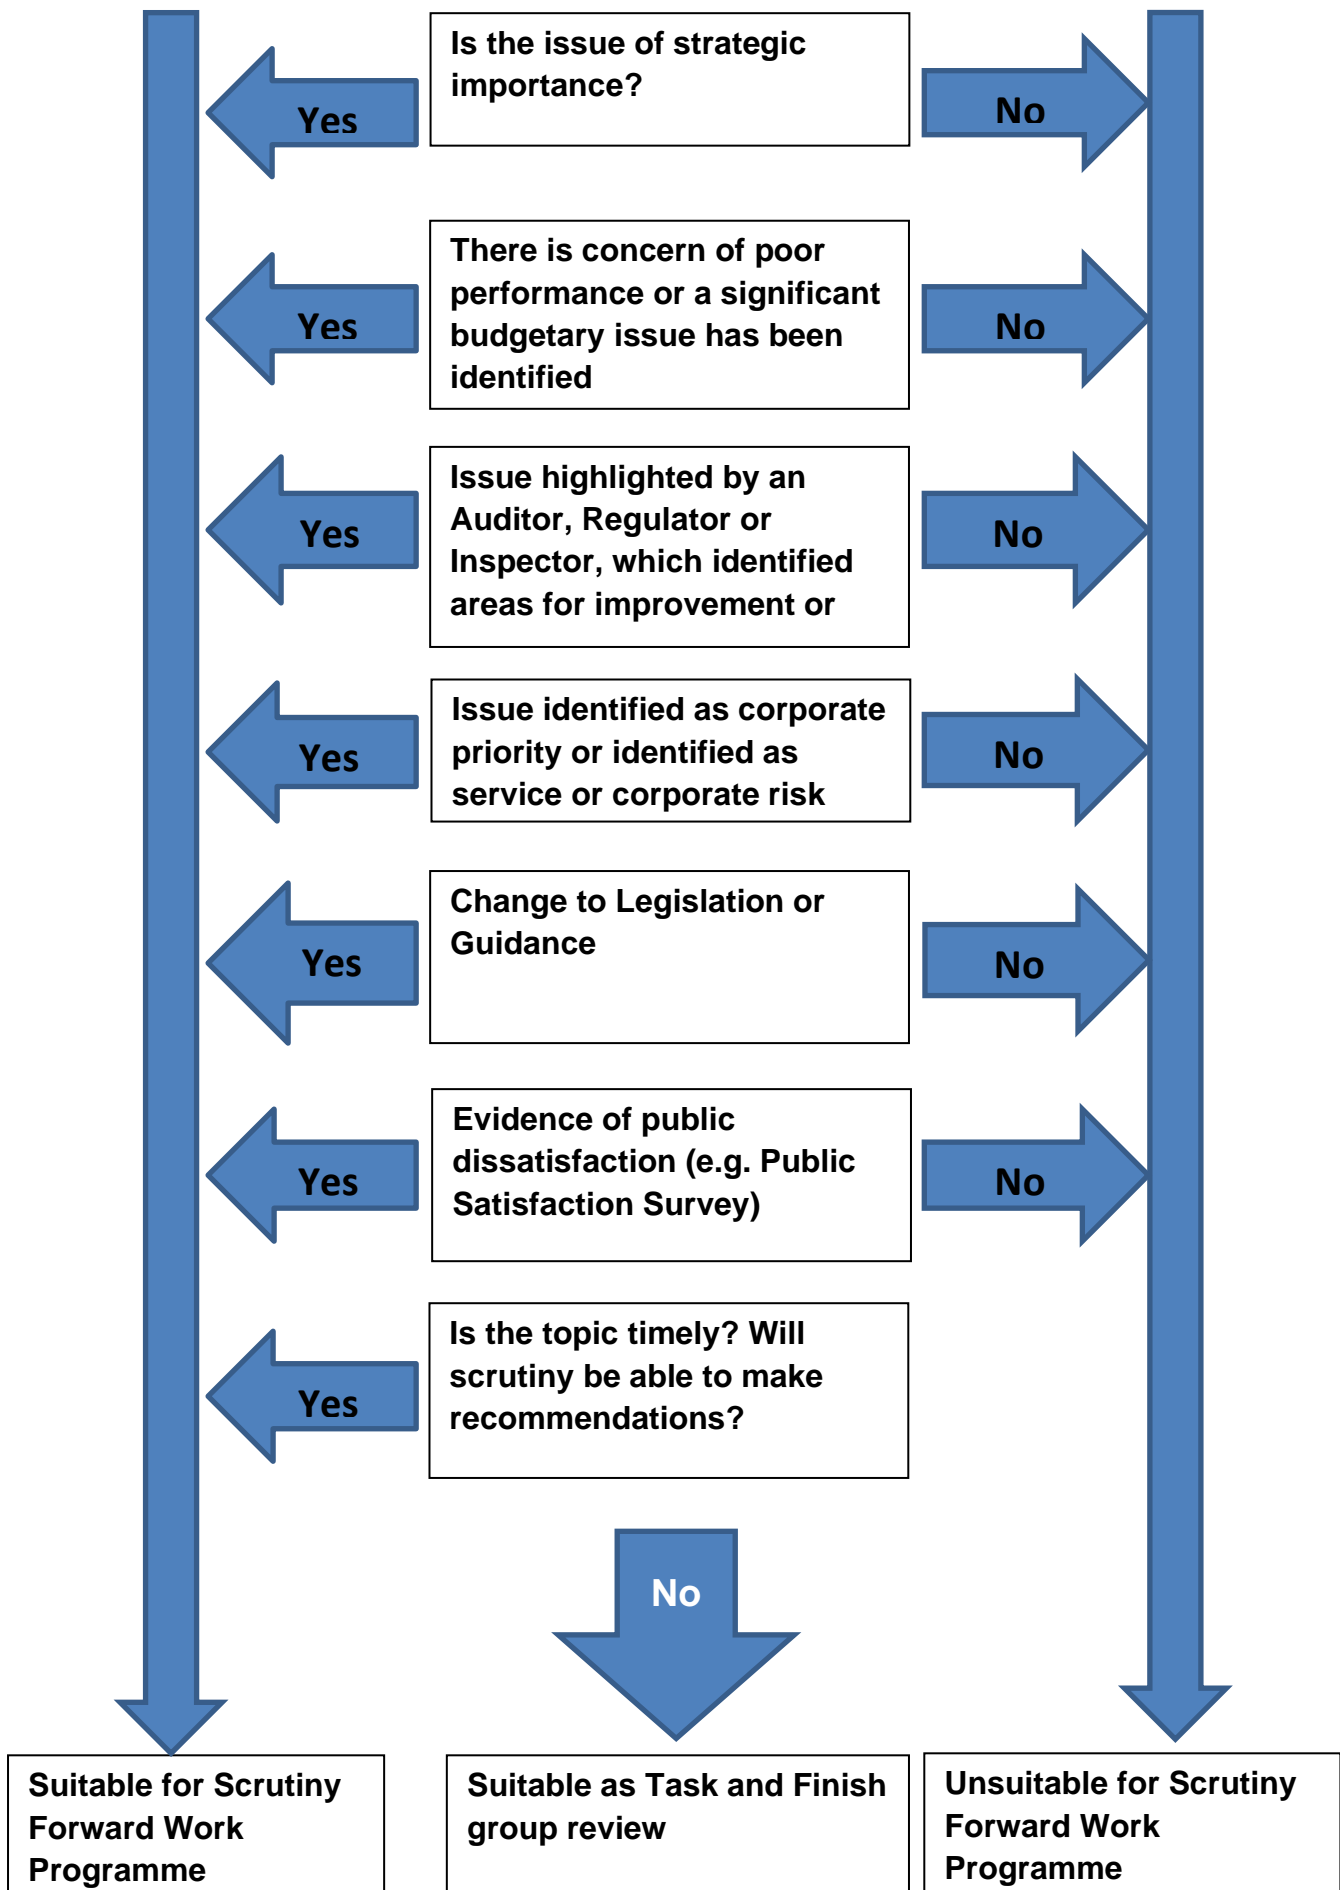 Is the issue of strategic
importance?
Yes
No
There is concern of poor
performance or a significant
budgetary issue has been
identified
Yes
No
Issue highlighted by an
Auditor, Regulator or
Inspector, which identified
areas for improvement or
Yes
No
Issue identified as corporate
priority or identified as
service or corporate risk
Yes
No
Change to Legislation or
Guidance
Yes
No
Evidence of public
dissatisfaction (e.g. Public
Satisfaction Survey)
Yes
No
Is the topic timely? Will
scrutiny be able to make
recommendations?
Yes
No
Suitable for Scrutiny
Forward Work
Programme
Suitable as Task and Finish
group review
Unsuitable for Scrutiny
Forward Work
Programme